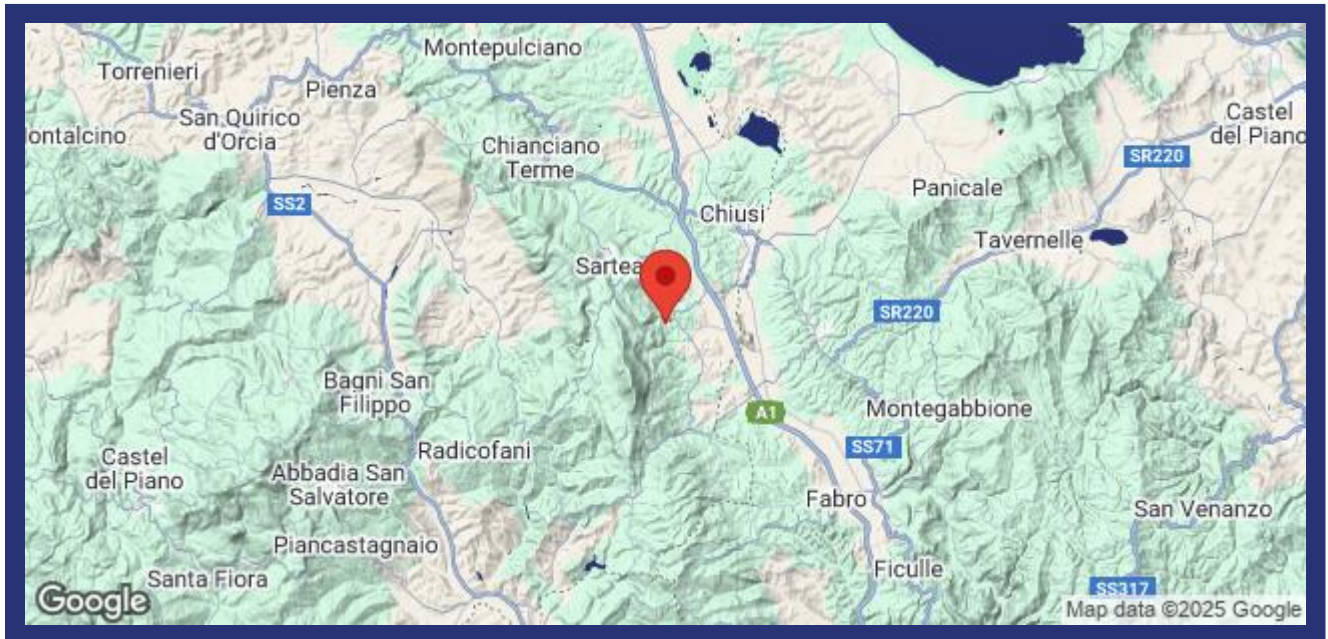 Montepulciano
Torrenieri
Pienza
San Quirico
d'Orcia
ontalcino
Chianciano
Terme
Castel
del Piano
SR220
Panicale
SS2
Chiusi
Tavernelle
Sartea
SR220
Bagni San
Filippo
A1
Montegabbione
SS71
Radicofani
Castel
del Piano
Abbadia San
Salvatore
Fabro
San Venanzo
Piancastagnaio
Ficulle
Santa Fiora
SS317
Google
Map data ©2025 Google